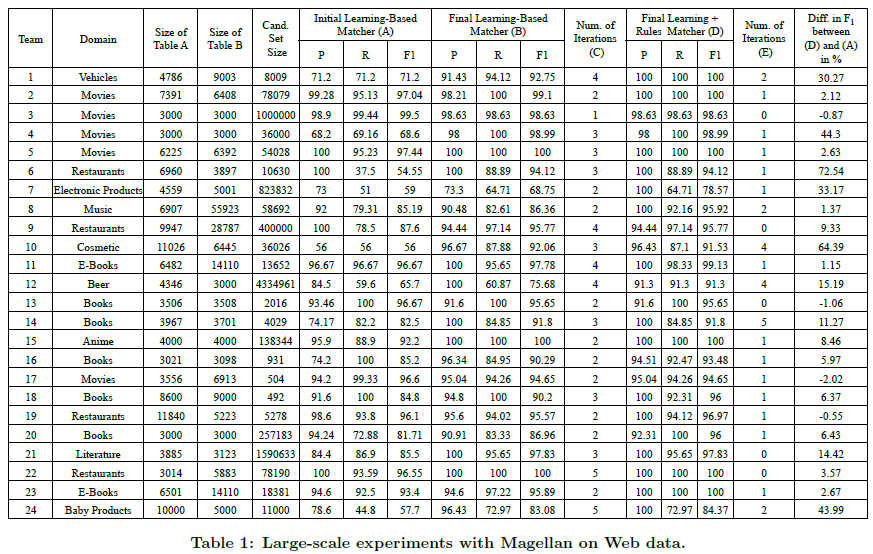 Team Domain Size of Table A Size of Table B Cand. Set Size Initial Learning-Based Matcher (A) Final Learning-Based Matcher (B) Num. of Iterations (C) Final Learning + Rules Matcher (D) Num. of Iterations (E) Diff. in F1 between (D) and (A) in %
P R F1 P R F1 P R F1
1 Vehicles 4786 9003 8009 71.2 71.2 71.2 91.43 94.12 92.75 4 100 100 100 2 30.27
2 Movies 7391 6408 78079 99.28 95.13 97.04 98.21 100 99.1 2 100 100 100 1 2.12
3 Movies 3000 3000 1000000 98.9 99.44 99.5 98.63 98.63 98.63 1 98.63 98.63 98.63 0 -0.87
4 Movies 3000 3000 36000 68.2 69.16 68.6 98 100 98.99 3 98 100 98.99 1 44.3
5 Movies 6225 6392 54028 100 95.23 97.44 100 100 100 3 100 100 100 1 2.63
6 Restaurants 6960 3897 10630 100 37.5 54.55 100 88.89 94.12 3 100 88.89 94.12 1 72.54
7 Electronic Products 4559 5001 823832 73 51 59 73.3 64.71 68.75 2 100 64.71 78.57 1 33.17
8 Music 6907 55923 58692 92 79.31 85.19 90.48 82.61 86.36 2 100 92.16 95.92 2 1.37
9 Restaurants 9947 28787 400000 100 78.5 87.6 94.44 97.14 95.77 4 94.44 97.14 95.77 0 9.33
10 Cosmetic 11026 6445 36026 56 56 56 96.67 87.88 92.06 3 96.43 87.1 91.53 4 64.39
11 E-Books 6482 14110 13652 96.67 96.67 96.67 100 95.65 97.78 4 100 98.33 99.13 1 1.15
12 Beer 4346 3000 4334961 84.5 59.6 65.7 100 60.87 75.68 4 91.3 91.3 91.3 4 15.19
13 Books 3506 3508 2016 93.46 100 96.67 91.6 100 95.65 2 91.6 100 95.65 0 -1.06
14 Books 3967 3701 4029 74.17 82.2 82.5 100 84.85 91.8 3 100 84.85 91.8 5 11.27
15 Anime 4000 4000 138344 95.9 88.9 92.2 100 100 100 2 100 100 100 1 8.46
16 Books 3021 3098 931 74.2 100 85.2 96.34 84.95 90.29 2 94.51 92.47 93.48 1 5.97
17 Movies 3556 6913 504 94.2 99.33 96.6 95.04 94.26 94.65 2 95.04 94.26 94.65 1 -2.02
18 Books 8600 9000 492 91.6 100 84.8 94.8 100 90.2 3 100 92.31 96 1 6.37
19 Restaurants 11840 5223 5278 98.6 93.8 96.1 95.6 94.02 95.57 2 100 94.12 96.97 1 -0.55
20 Books 3000 3000 257183 94.24 72.88 81.71 90.91 83.33 86.96 2 92.31 100 96 1 6.43
21 Literature 3885 3123 1590633 84.4 86.9 85.5 100 95.65 97.83 3 100 95.65 97.83 0 14.42
22 Restaurants 3014 5883 78190 100 93.59 96.55 100 100 100 5 100 100 100 0 3.57
23 E-Books 6501 14110 18381 94.6 92.5 93.4 94.6 97.22 95.89 2 100 100 100 1 2.67
24 Baby Products 10000 5000 11000 78.6 44.8 57.7 96.43 72.97 83.08 5 100 72.97 84.37 2 43.99
Table 1: Large-scale experiments with Magellan on Web data.